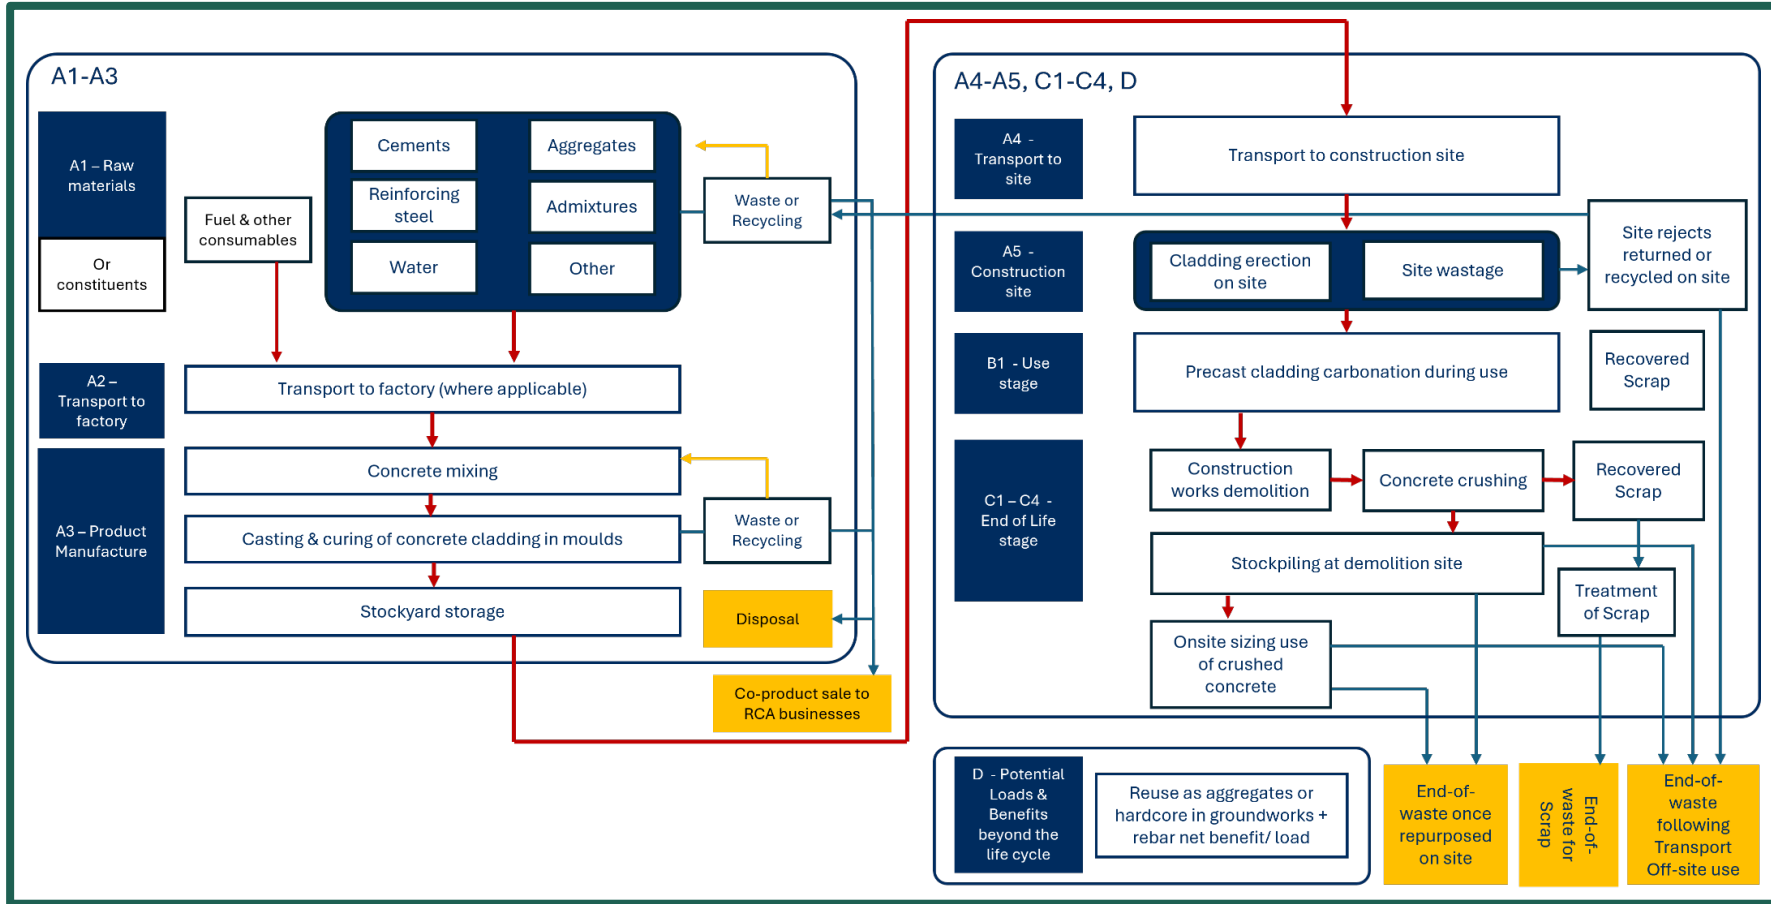 A1-A3
A1 – Raw
materials
Or
constituents
Fuel & other
consumables
Cements
Aggregates
Reinforcing
steel
Admixtures
Water
Other
Waste or
Recycling
A2 –
Transport to
factory
Transport to factory (where applicable)
A3 – Product
Manufacture
Concrete mixing
Casting & curing of concrete cladding in moulds
Waste or
Recycling
Stockyard storage
Disposal
Co-product sale to
RCA businesses
A4-A5, C1-C4, D
A4 -
Transport to
site
Transport to construction site
A5 -
Construction
site
Cladding erection
on site
Site wastage
Site rejects
returned or
recycled on site
B1 - Use
stage
Precast cladding carbonation during use
Recovered
Scrap
C1 – C4 -
End of Life
stage
Construction
works demolition
Concrete crushing
Recovered
Scrap
Stockpiling at demolition site
Treatment
of Scrap
Onsite sizing use
of crushed
concrete
D - Potential
Loads &
Benefits
beyond the
life cycle
Reuse as aggregates or
hardcore in groundworks +
rebar net benefit/ load
End-of-
waste once
repurposed
on site
End-of-
waste for
Scrap
End-of-
waste
following
Transport
Off-site use